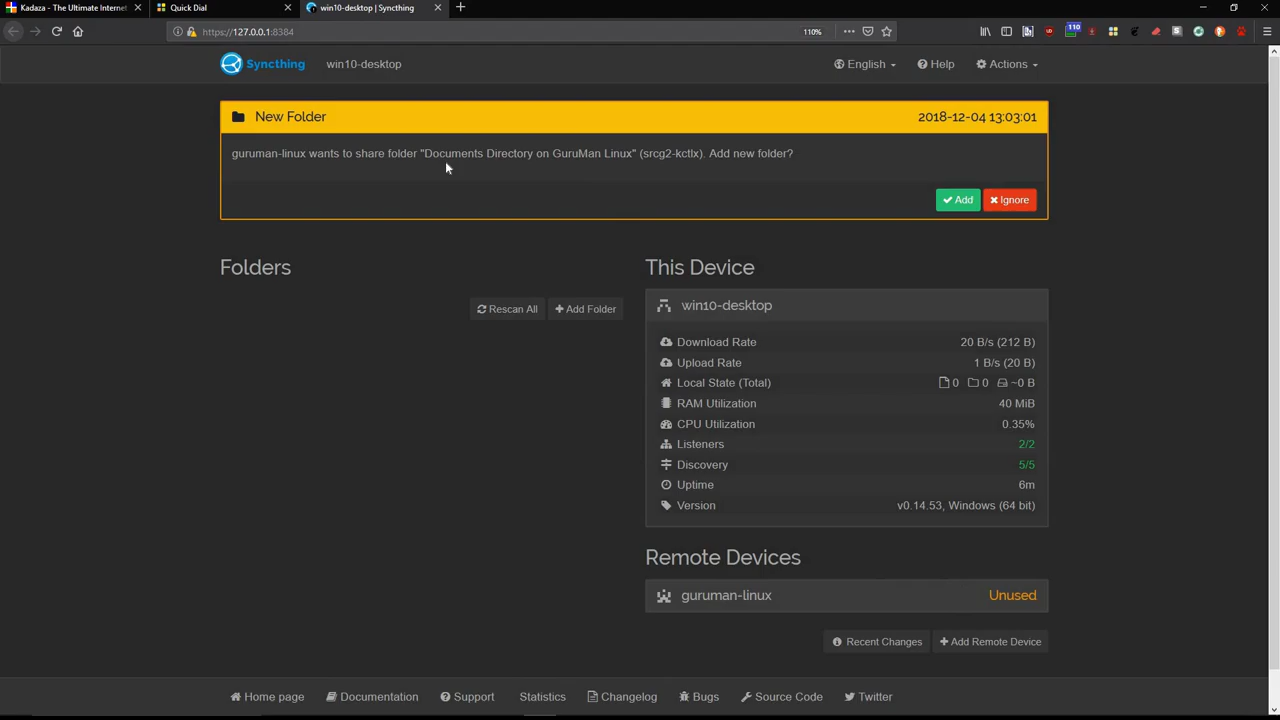 Kadaza - The Ultimate Internet
Quick Dial
win10-desktop | Syncthing
https://127.0.0.1:8384
110%
110
Syncthing
win10-desktop
English
Help
Actions
New Folder
2018-12-04 13:03:01
guruman-linux wants to share folder "Documents Directory on GuruMan Linux" (srcg2-kctlx). Add new folder?
Add
Ignore
Folders
Rescan All
Add Folder
This Device
win10-desktop
Download Rate 20 B/s (212 B)
Upload Rate 1 B/s (20 B)
Local State (Total) 0 0 ~0 B
RAM Utilization 40 MiB
CPU Utilization 0.35%
Listeners 2/2
Discovery 5/5
Uptime 6m
Version v0.14.53, Windows (64 bit)
Remote Devices
guruman-linux Unused
Recent Changes
Add Remote Device
Home page Documentation Support Statistics Changelog Bugs Source Code Twitter